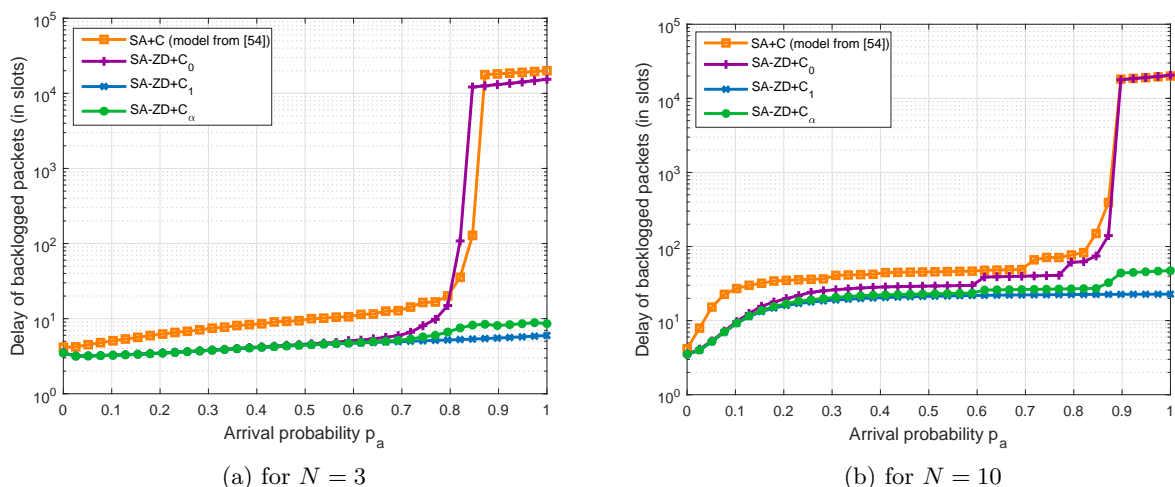 10^5
10^4
10^3
10^2
10^1
10^0
Delay of backlogged packets (in slots)
SA+C (model from [54])
SA-ZD+C_0
SA-ZD+C_1
SA-ZD+C_α
0 0.1 0.2 0.3 0.4 0.5 0.6 0.7 0.8 0.9 1
Arrival probability p_a
(a) for N = 3
10^5
10^4
10^3
10^2
10^1
10^0
Delay of backlogged packets (in slots)
SA+C (model from [54])
SA-ZD+C_0
SA-ZD+C_1
SA-ZD+C_α
0 0.1 0.2 0.3 0.4 0.5 0.6 0.7 0.8 0.9 1
Arrival probability p_a
(b) for N = 10